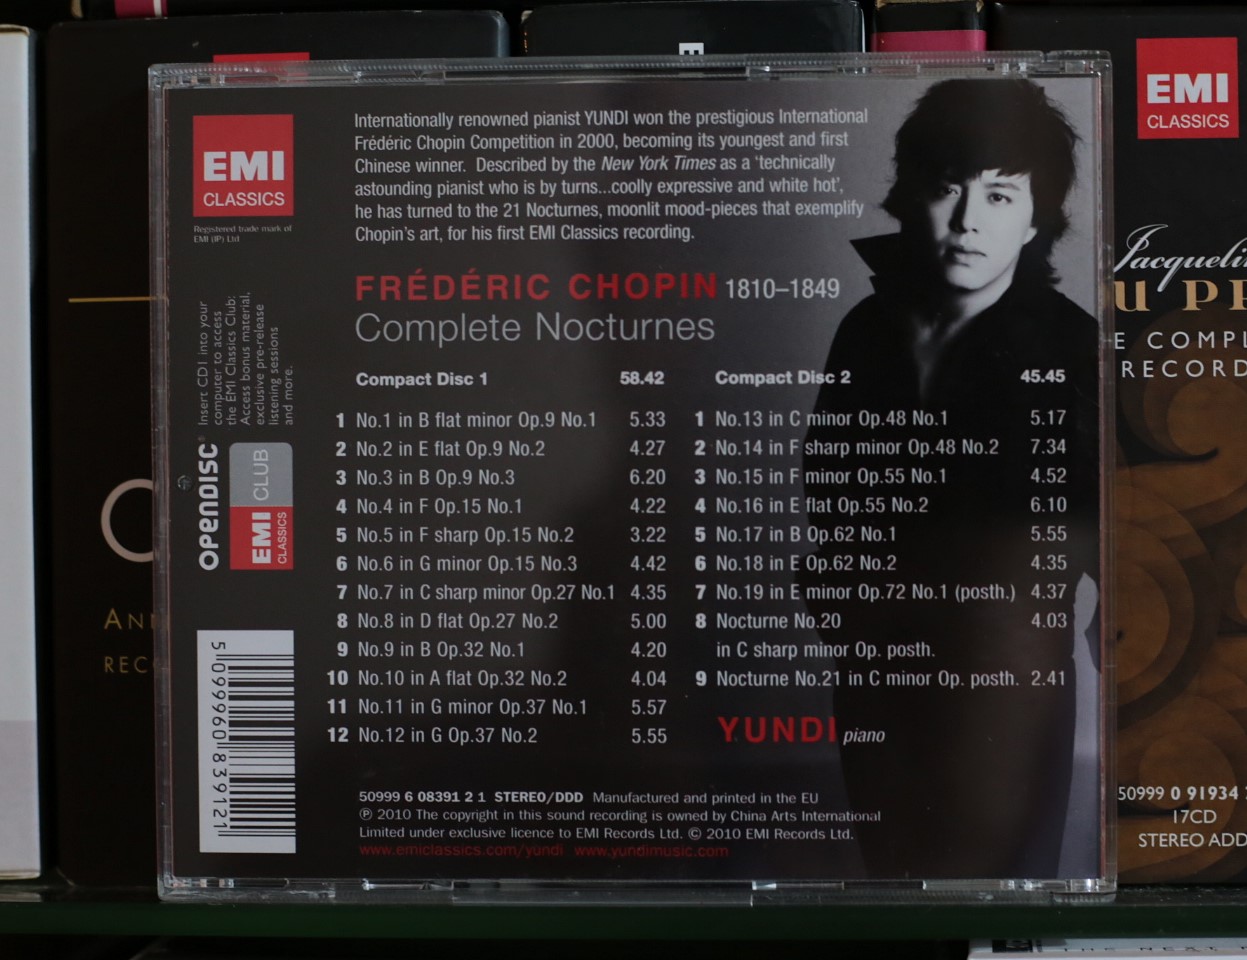 EMI
CLASSICS
Registered trade mark of
EMI (IP) Ltd
Internationally renowned pianist YUNDI won the prestigious International
Frédéric Chopin Competition in 2000, becoming its youngest and first
Chinese winner. Described by the New York Times as a ‘technically
astounding pianist who is by turns...coolly expressive and white hot’,
he has turned to the 21 Nocturnes, moonlit mood-pieces that exemplify
Chopin's art, for his first EMI Classics recording.
FRÉDÉRIC CHOPIN 1810–1849
Complete Nocturnes
Compact Disc 1 58.42
1 No.1 in B flat minor Op.9 No.1 5.33
2 No.2 in E flat Op.9 No.2 4.27
3 No.3 in B Op.9 No.3 6.20
4 No.4 in F Op.15 No.1 4.22
5 No.5 in F sharp Op.15 No.2 3.22
6 No.6 in G minor Op.15 No.3 4.42
7 No.7 in C sharp minor Op.27 No.1 4.35
8 No.8 in D flat Op.27 No.2 5.00
9 No.9 in B Op.32 No.1 4.20
10 No.10 in A flat Op.32 No.2 4.04
11 No.11 in G minor Op.37 No.1 5.57
12 No.12 in G Op.37 No.2 5.55
Compact Disc 2 45.45
1 No.13 in C minor Op.48 No.1 5.17
2 No.14 in F sharp minor Op.48 No.2 7.34
3 No.15 in F minor Op.55 No.1 4.52
4 No.16 in E flat Op.55 No.2 6.10
5 No.17 in B Op.62 No.1 5.55
6 No.18 in E Op.62 No.2 4.35
7 No.19 in E minor Op.72 No.1 (posth.) 4.37
8 Nocturne No.20 4.03
in C sharp minor Op. posth.
9 Nocturne No.21 in C minor Op. posth. 2.41
YUNDI piano
50999 6 08391 2 1 STEREO/DDD Manufactured and printed in the EU
℗ 2010 The copyright in this sound recording is owned by China Arts International
Limited under exclusive licence to EMI Records Ltd. © 2010 EMI Records Ltd.
www.emiclassics.com/yundi www.yundimusic.com
Insert CD1 into your
computer to access
the EMI Classics Club:
Access bonus material,
exclusive pre-release
listening sessions
and more.
OPENDISC
EMI CLUB
CLASSICS
5 099960 839121
EMI
CLASSICS
Jacquelin
U PR
E COMPL
RECORD
50999 0 91934
17CD
STEREO ADD
ANN
REC